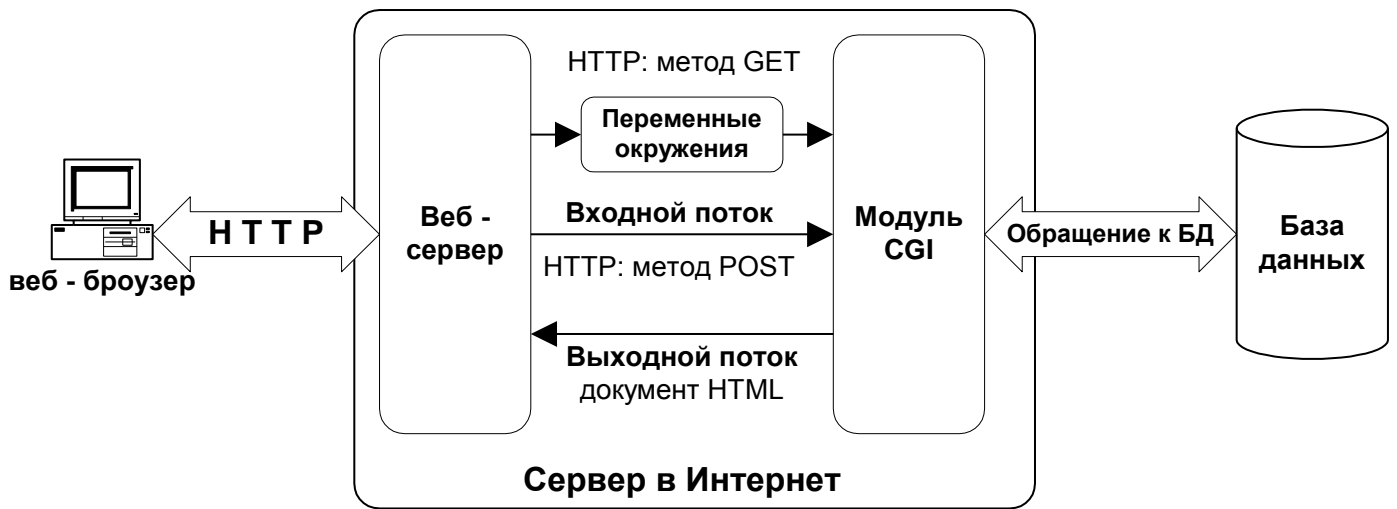 HTTP: метод GET
Переменные
окружения
веб - броузер
Н Т Т Р
Веб -
сервер
Входной поток
HTTP: метод POST
Выходной поток
документ HTML
Модуль
CGI
Обращение к БД
База
данных
Сервер в Интернет